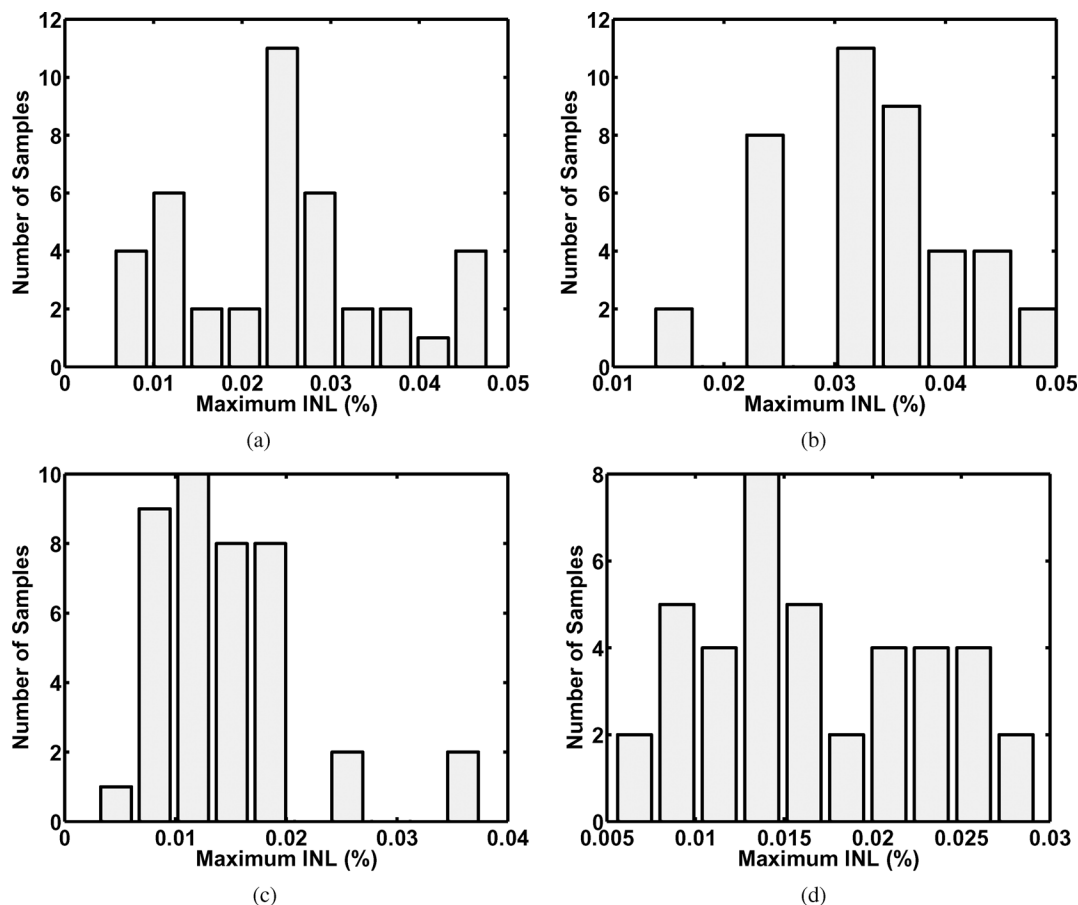 12
10
8
6
4
2
0
Number of Samples
0 0.01 0.02 0.03 0.04 0.05
Maximum INL (%)
(a)
12
10
8
6
4
2
0
Number of Samples
0.01 0.02 0.03 0.04 0.05
Maximum INL (%)
(b)
10
8
6
4
2
0
Number of Samples
0 0.01 0.02 0.03 0.04
Maximum INL (%)
(c)
8
6
4
2
0
Number of Samples
0.005 0.01 0.015 0.02 0.025 0.03
Maximum INL (%)
(d)